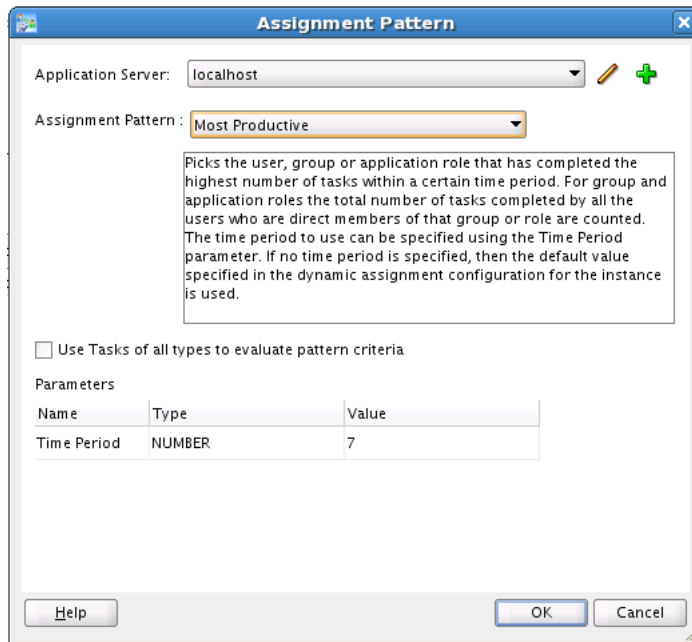 Assignment Pattern
Application Server: localhost
Assignment Pattern : Most Productive
Picks the user, group or application role that has completed the
highest number of tasks within a certain time period. For group and
application roles the total number of tasks completed by all the
users who are direct members of that group or role are counted.
The time period to use can be specified using the Time Period
parameter. If no time period is specified, then the default value
specified in the dynamic assignment configuration for the instance
is used.
Use Tasks of all types to evaluate pattern criteria
Parameters
Name Type Value
Time Period NUMBER 7
Help OK Cancel